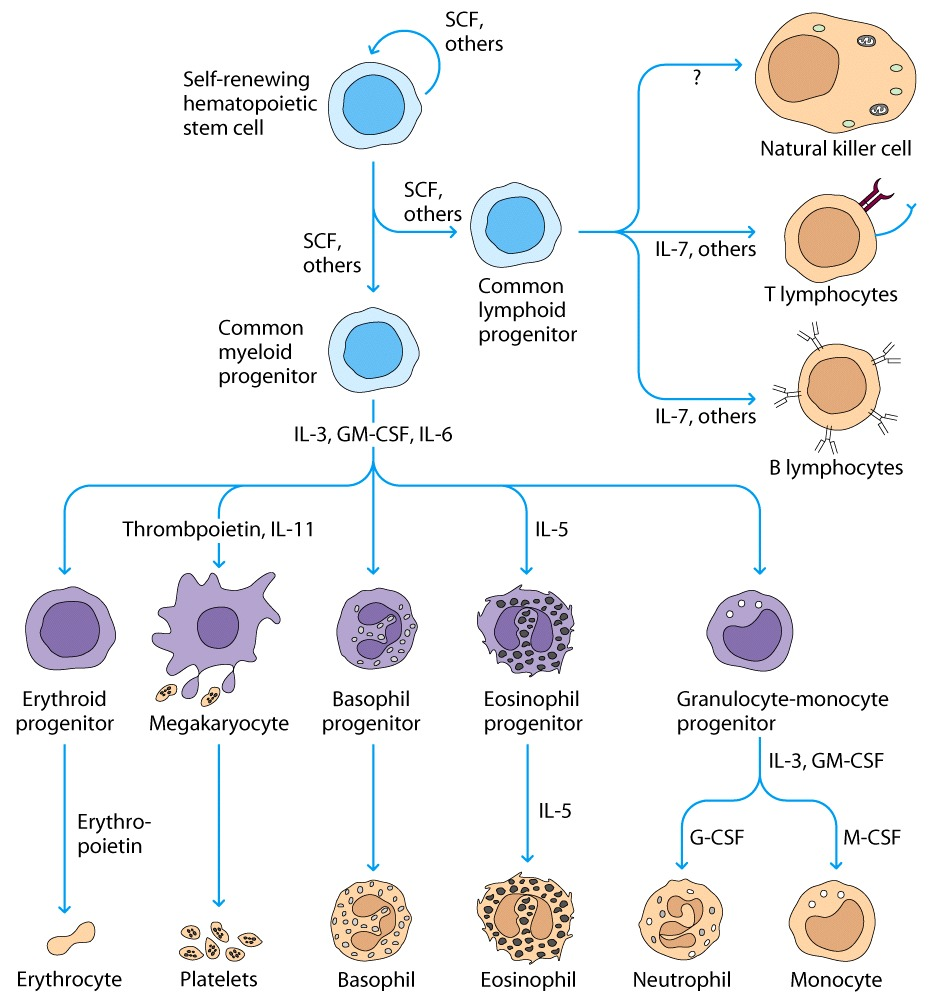 SCF,
others
Self-renewing
hematopoietic
stem cell
?
Natural killer cell
SCF,
others
SCF,
others
IL-7, others
Common
lymphoid
progenitor
T lymphocytes
Common
myeloid
progenitor
IL-7, others
IL-3, GM-CSF, IL-6
B lymphocytes
Thrombpoietin, IL-11
IL-5
Erythroid
progenitor
Megakaryocyte
Basophil
progenitor
Eosinophil
progenitor
Granulocyte-monocyte
progenitor
IL-3, GM-CSF
Erythro-
poietin
IL-5
G-CSF
M-CSF
Erythrocyte
Platelets
Basophil
Eosinophil
Neutrophil
Monocyte